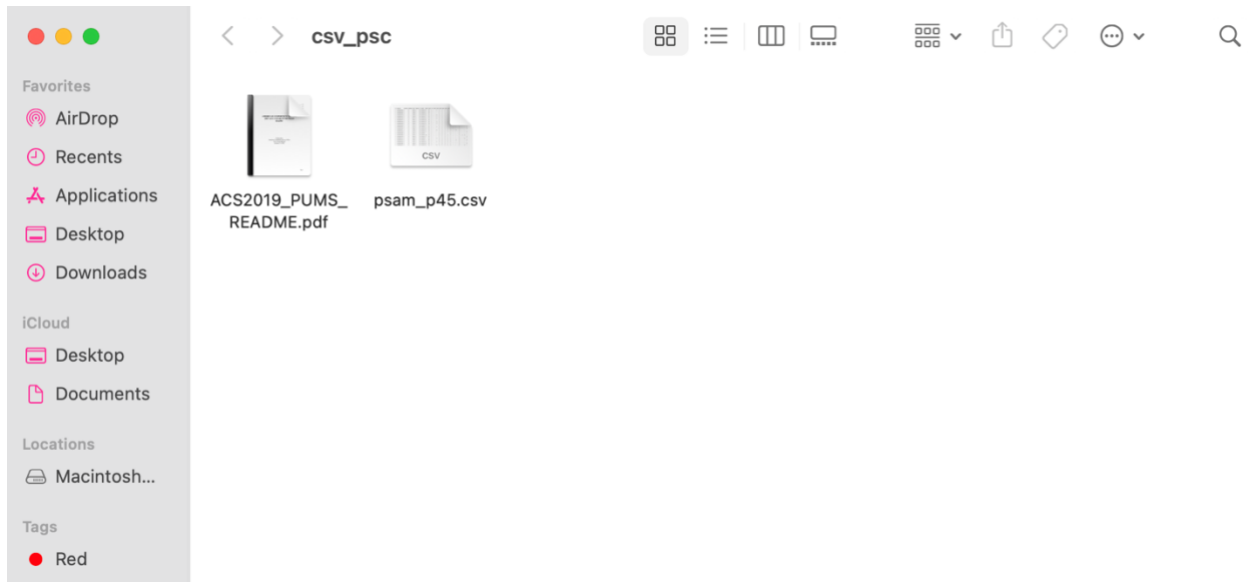 csv_psc
Favorites
AirDrop
Recents
Applications
Desktop
Downloads
iCloud
Desktop
Documents
Locations
Macintosh...
Tags
Red
CSV
ACS2019_PUMS_
README.pdf
psam_p45.csv